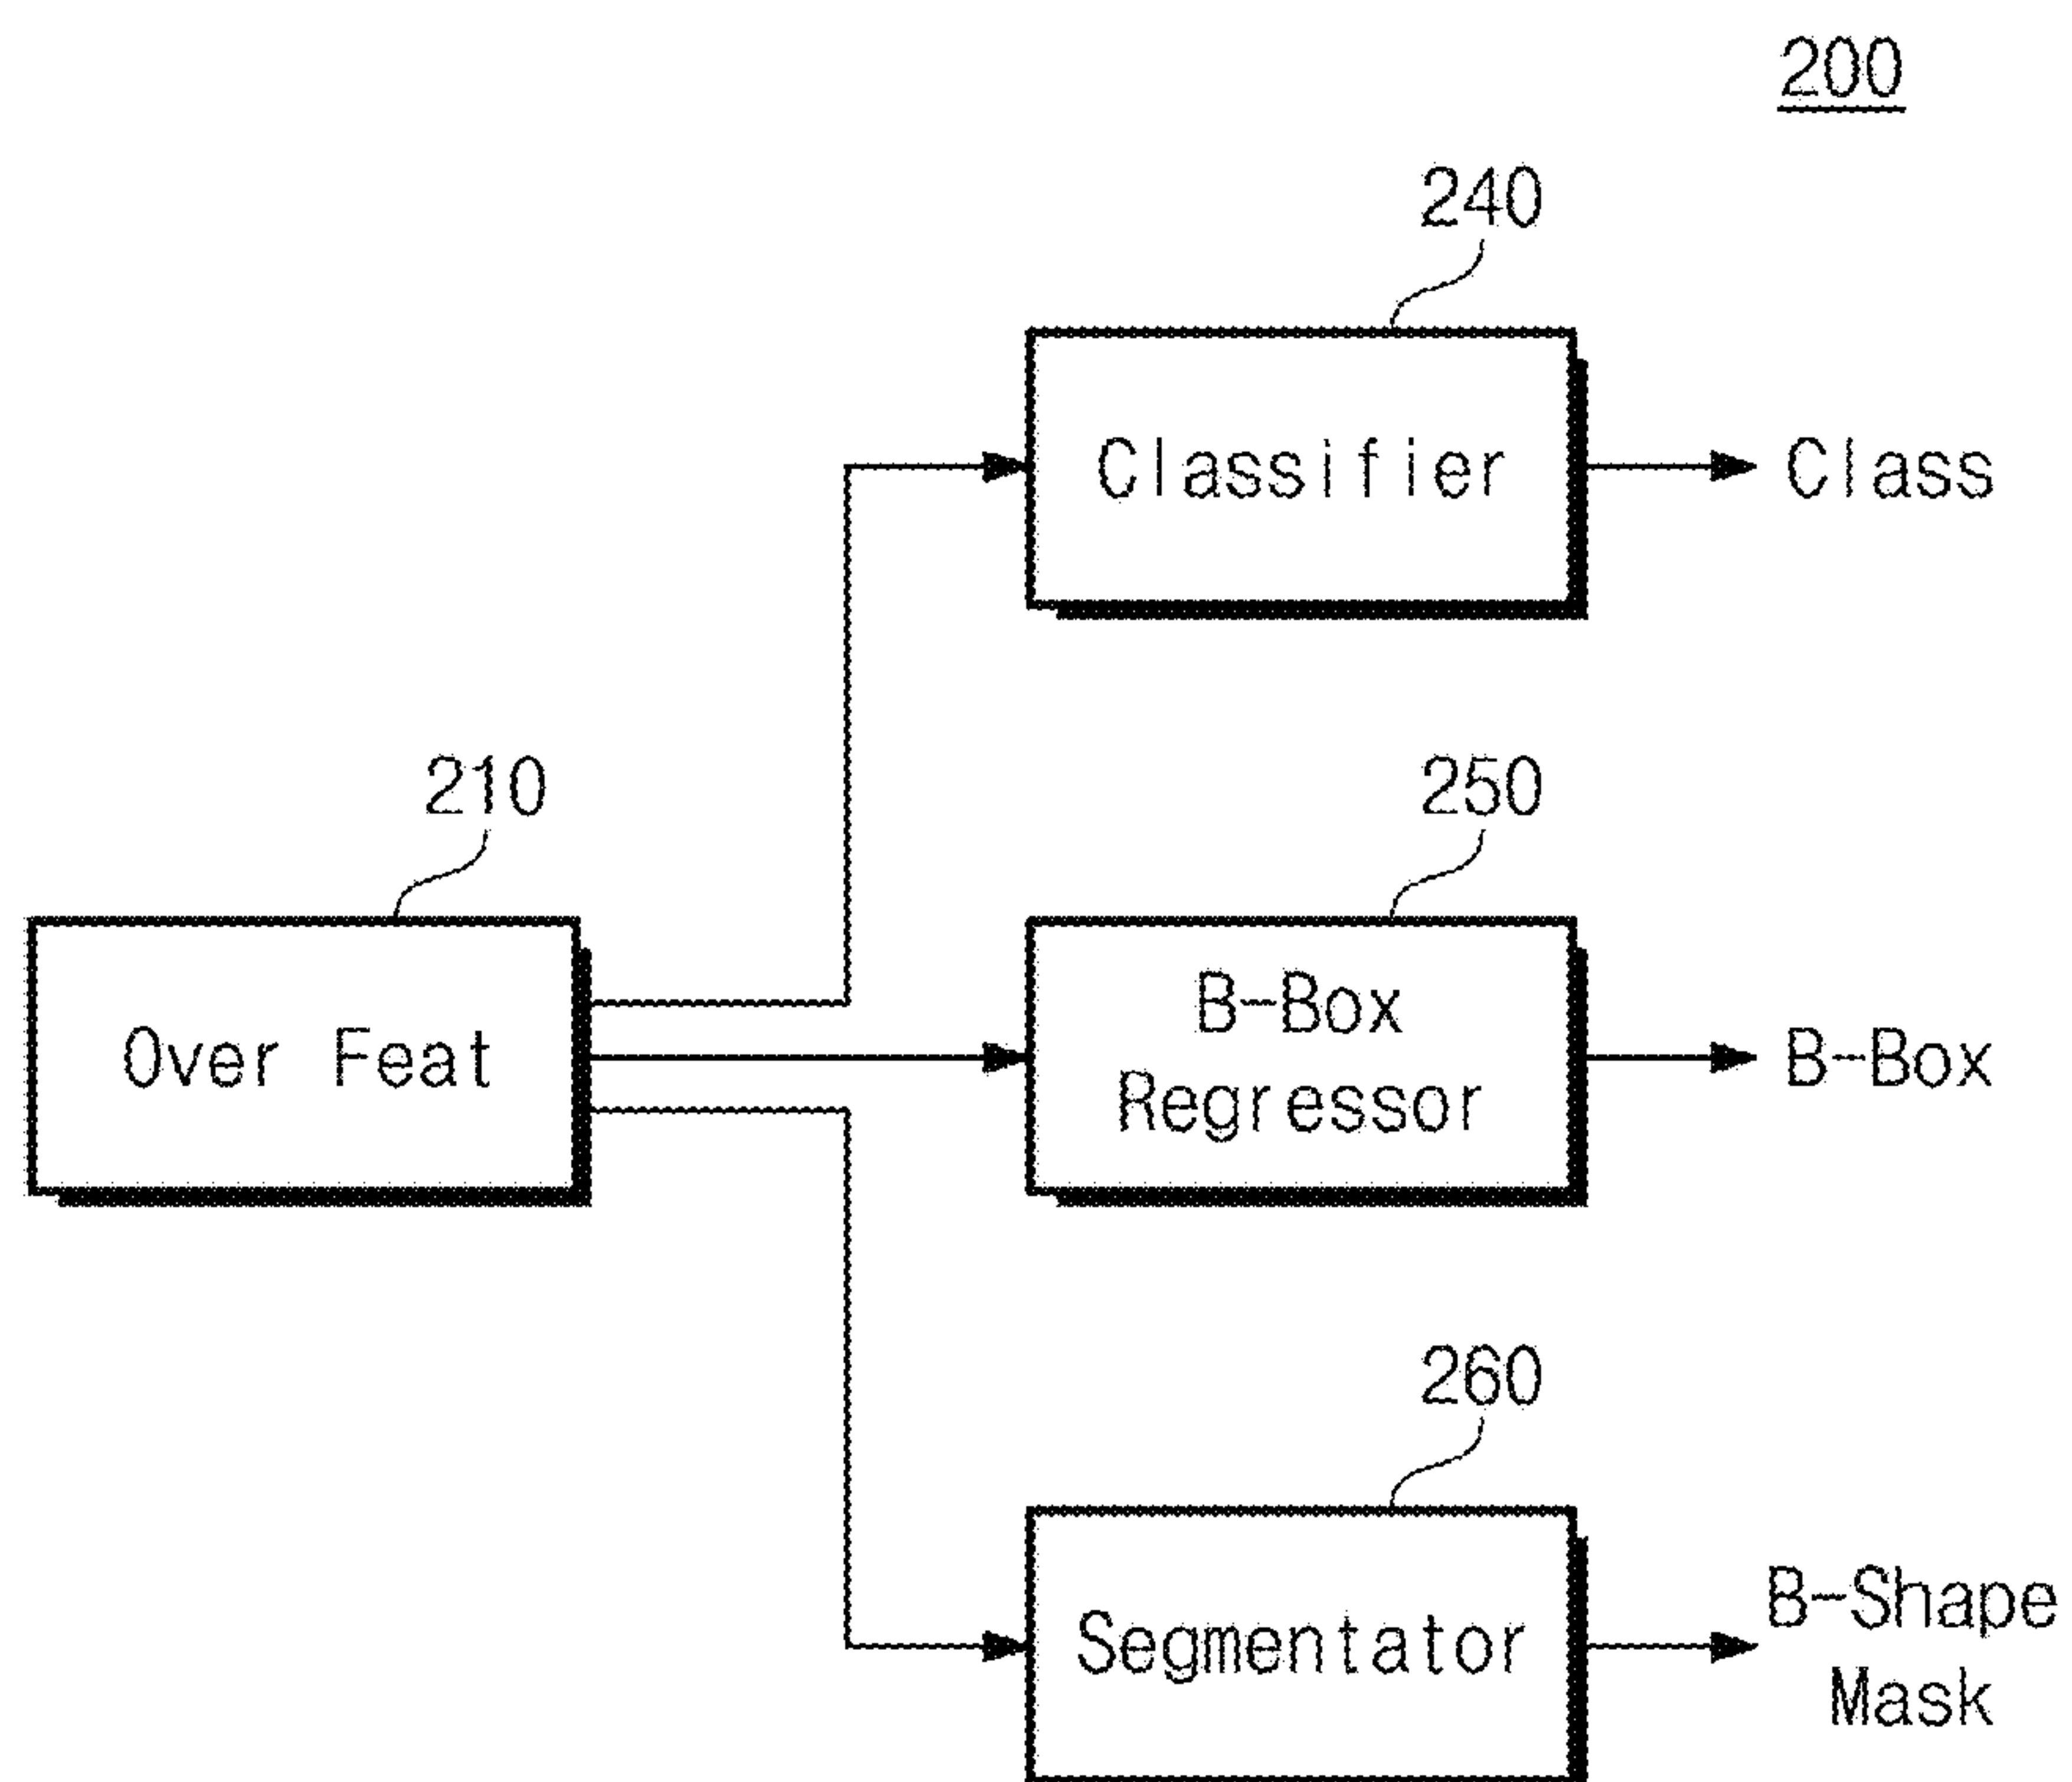 200
240
Classifier
Class
210
Over Feat
250
B-Box
Regressor
B-Box
260
Segmentator
B-Shape
Mask